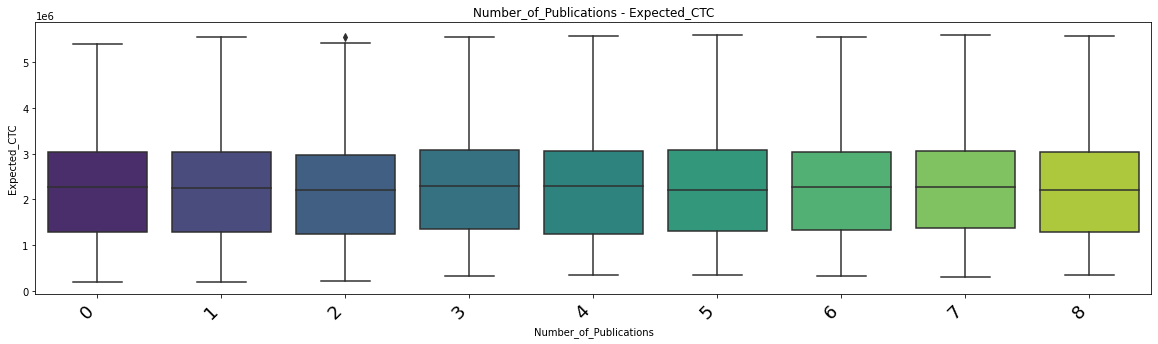 Number_of_Publications - Expected_CTC
1e6
5
4
3
2
1
0
Expected_CTC
0 1 2 3 4 5 6 7 8
Number_of_Publications